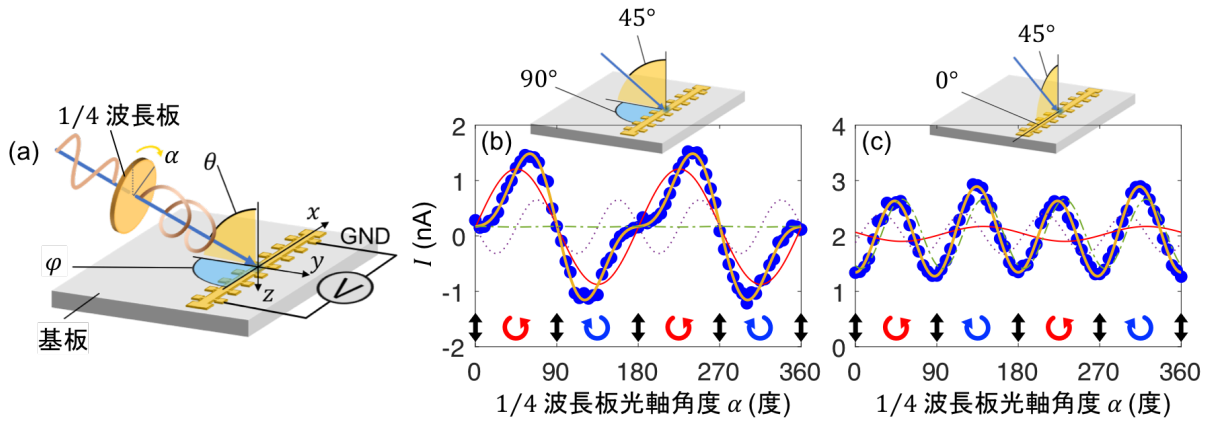 (a)
1/4 波長板
α
θ
x
GND
y
φ
z
V
基板
45°
90°
(b)
I (nA)
2
1
0
-1
-2
0 90 180 270 360
1/4 波長板光軸角度 α (度)
45°
0°
(c)
4
3
2
1
0
0 90 180 270 360
1/4 波長板光軸角度 α (度)